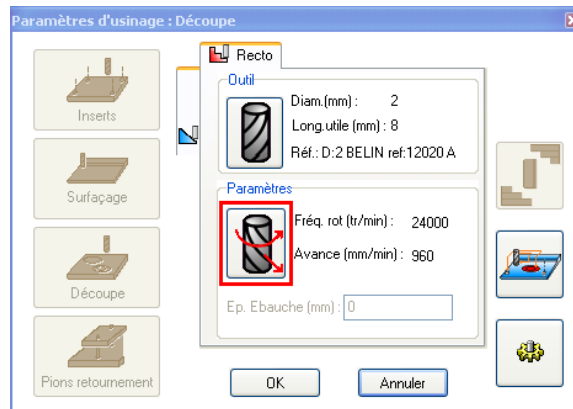 Paramètres d'usinage : Découpe
Inserts
Surfaçage
Découpe
Pions retournement
Recto
Outil
Diam.(mm) : 2
Long.utile (mm) : 8
Réf.: D:2 BELIN ref:12020 A
Paramètres
Fréq. rot (tr/min) : 24000
Avance (mm/min) : 960
Ep. Ebauche (mm) : 0
OK
Annuler